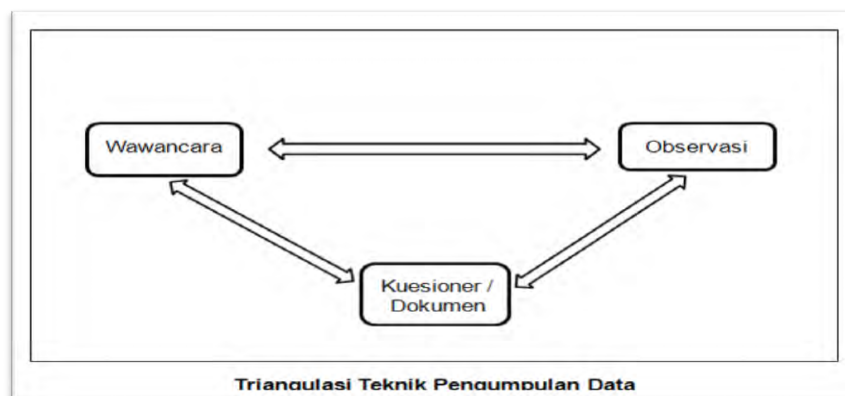 Wawancara
Observasi
Kuesioner /
Dokumen
Triangulasi Teknik Pengumpulan Data